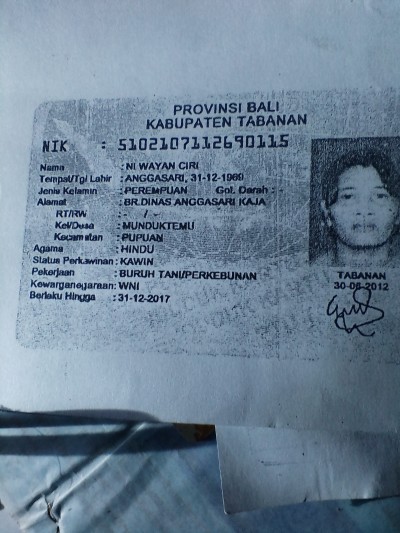 PROVINSI BALI
KABUPATEN TABANAN
NIK : 5102107112690115
Nama : NI WAYAN CIRI
Tempat/Tgl Lahir : ANGGASARI, 31-12-1969
Jenis Kelamin : PEREMPUAN Gol. Darah : -
Alamat : BR.DINAS ANGGASARI KAJA
RT/RW : - / -
Kel/Desa : MUNDUKTEMU
Kecamatan : PUPUAN
Agama : HINDU
Status Perkawinan : KAWIN
Pekerjaan : BURUH TANI/PERKEBUNAN
Kewarganegaraan : WNI
Berlaku Hingga : 31-12-2017
TABANAN
30-06-2012